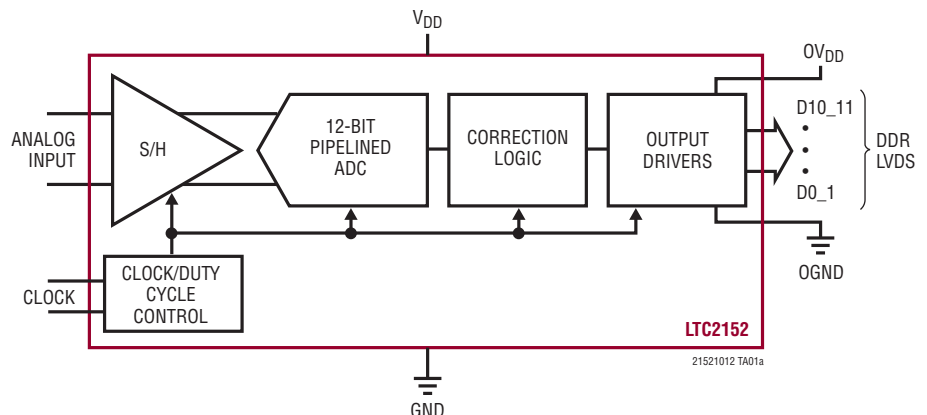 VDD
OVDD
ANALOG
INPUT
S/H
12-BIT
PIPELINED
ADC
CORRECTION
LOGIC
OUTPUT
DRIVERS
D10_11
•
•
•
D0_1
DDR
LVDS
OGND
CLOCK
CLOCK/DUTY
CYCLE
CONTROL
LTC2152
21521012 TA01a
GND